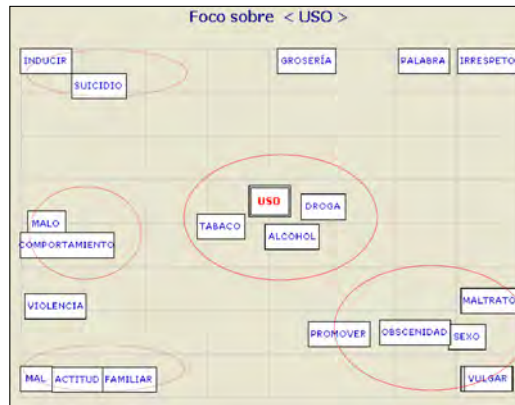 Foco sobre < USO >
INDUCIR
GROSERÍA
PALABRA
IRRESPETO
SUICIDIO
USO
DROGA
TABACO
ALCOHOL
MALO
COMPORTAMIENTO
VIOLENCIA
MALTRATO
PROMOVER
OBSCENIDAD
SEXO
MAL
ACTITUD
FAMILIAR
VULGAR